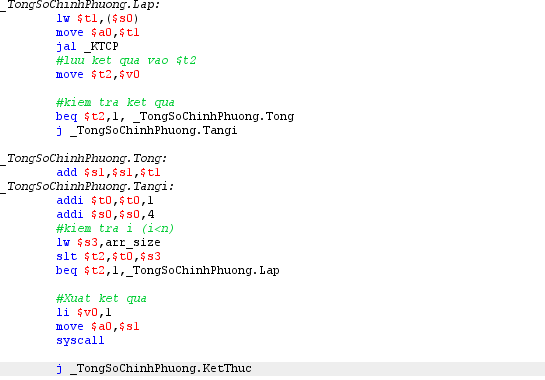 _TongSoChinhPhuong.Lap:
lw $t1,($s0)
move $a0,$t1
jal _KTCP
#luu ket qua vao $t2
move $t2,$v0
#kiem tra ket qua
beq $t2,1, _TongSoChinhPhuong.Tong
j _TongSoChinhPhuong.Tangi
_TongSoChinhPhuong.Tong:
add $s1,$s1,$t1
_TongSoChinhPhuong.Tangi:
addi $t0,$t0,1
addi $s0,$s0,4
#kiem tra i (i<n)
lw $s3,arr_size
slt $t2,$t0,$s3
beq $t2,1,_TongSoChinhPhuong.Lap
#Xuat ket qua
li $v0,1
move $a0,$s1
syscall
j _TongSoChinhPhuong.KetThuc